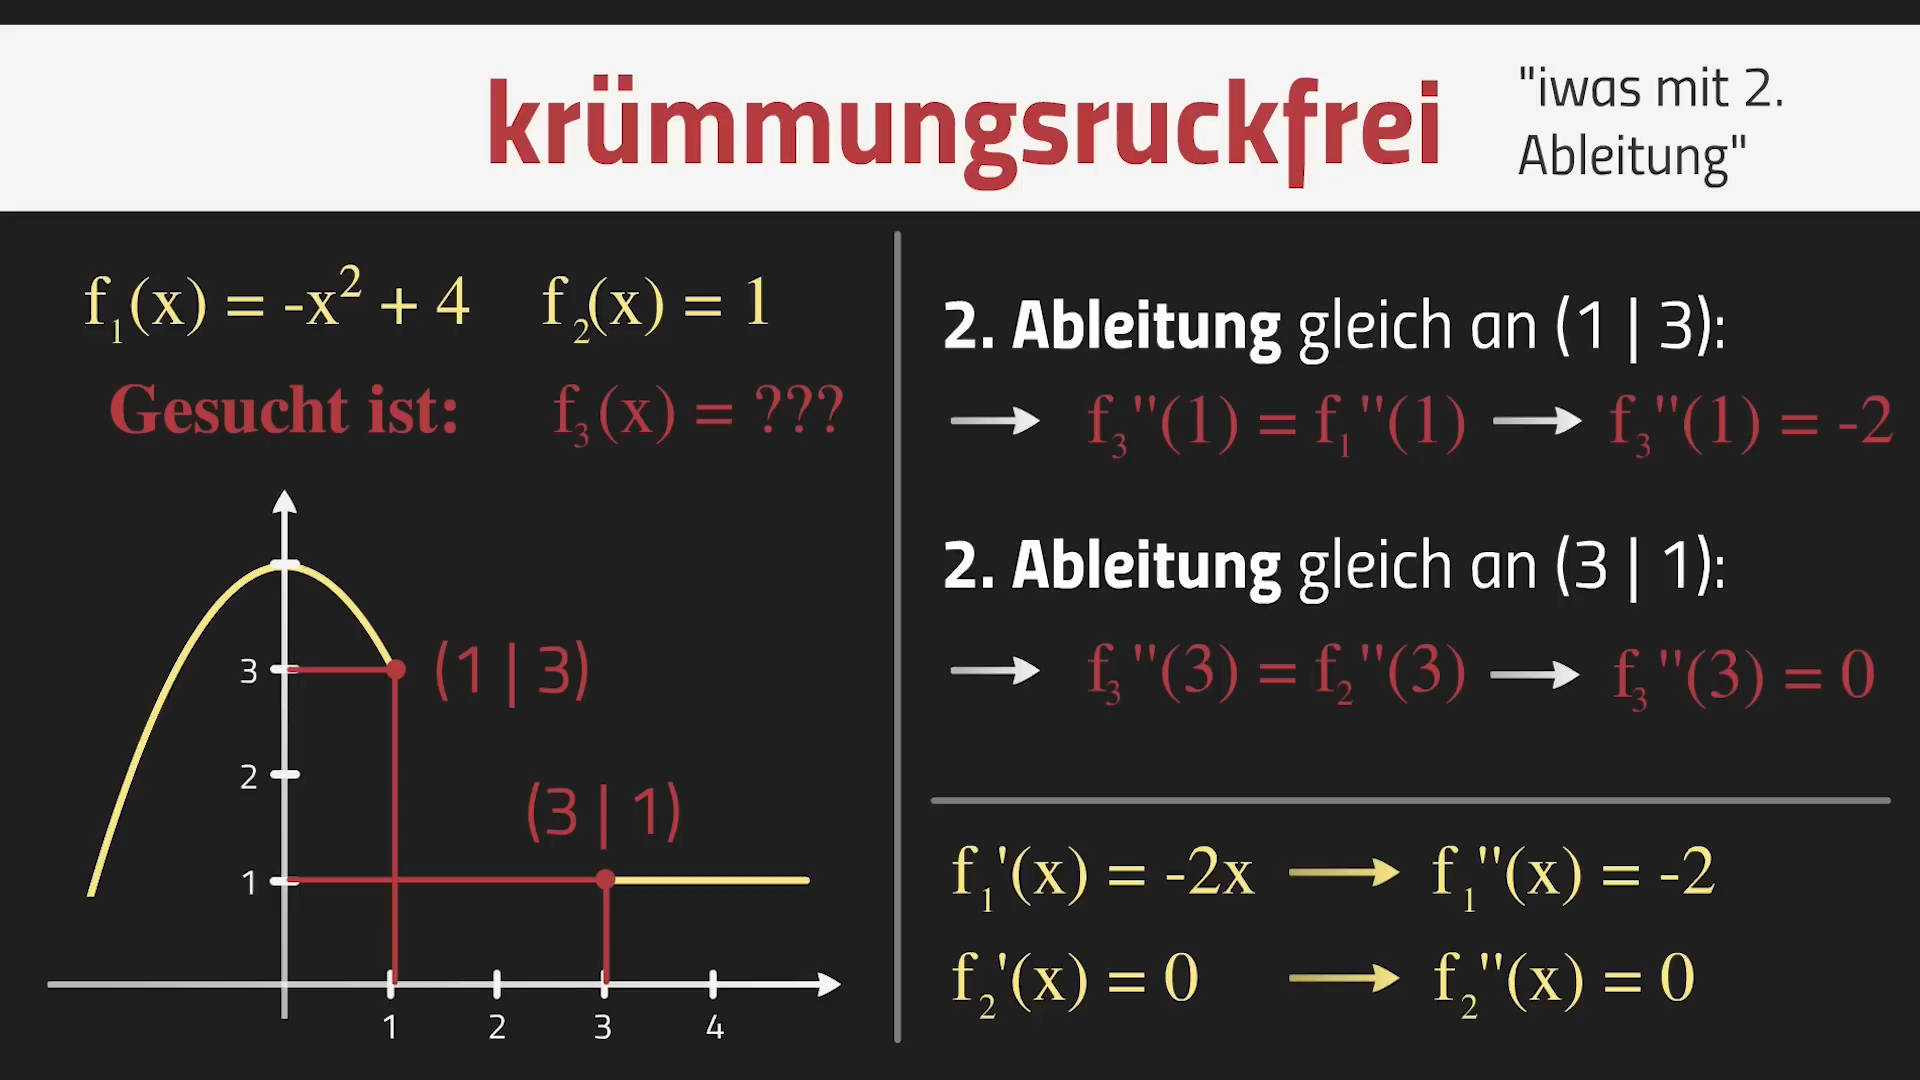 krümmungsruckfrei
"iwas mit 2.
Ableitung"
f₁(x) = -x² + 4 f₂(x) = 1
Gesucht ist: f₃(x) = ???
3
(1 | 3)
2
(3 | 1)
1
1 2 3 4
2. Ableitung gleich an (1 | 3):
→ f₃''(1) = f₁''(1) → f₃''(1) = -2
2. Ableitung gleich an (3 | 1):
→ f₃''(3) = f₂''(3) → f₃''(3) = 0
f₁'(x) = -2x → f₁''(x) = -2
f₂'(x) = 0 → f₂''(x) = 0